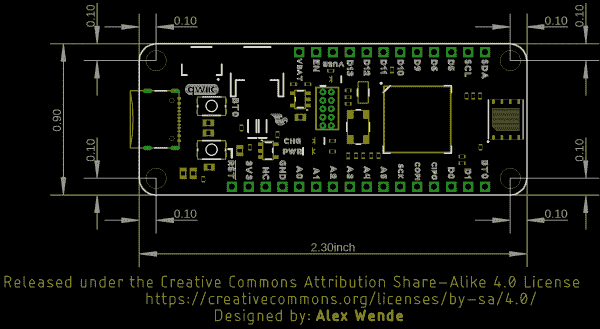 0.10 0.10
0.10 0.10
VBAT EN VUSB D13 D12 D11 D10 D9 D6 D5 SCL SDA
qwiic
BT0
0.90
CHG
PWR
0.10 0.10
RST 3V3 NC GND A0 A1 A2 A3 A4 A5 SCK COPI CIPO D0 D1 BT0
0.10 0.10
2.30inch
Released under the Creative Commons Attribution Share-Alike 4.0 License
https://creativecommons.org/licenses/by-sa/4.0/
Designed by: Alex Wende